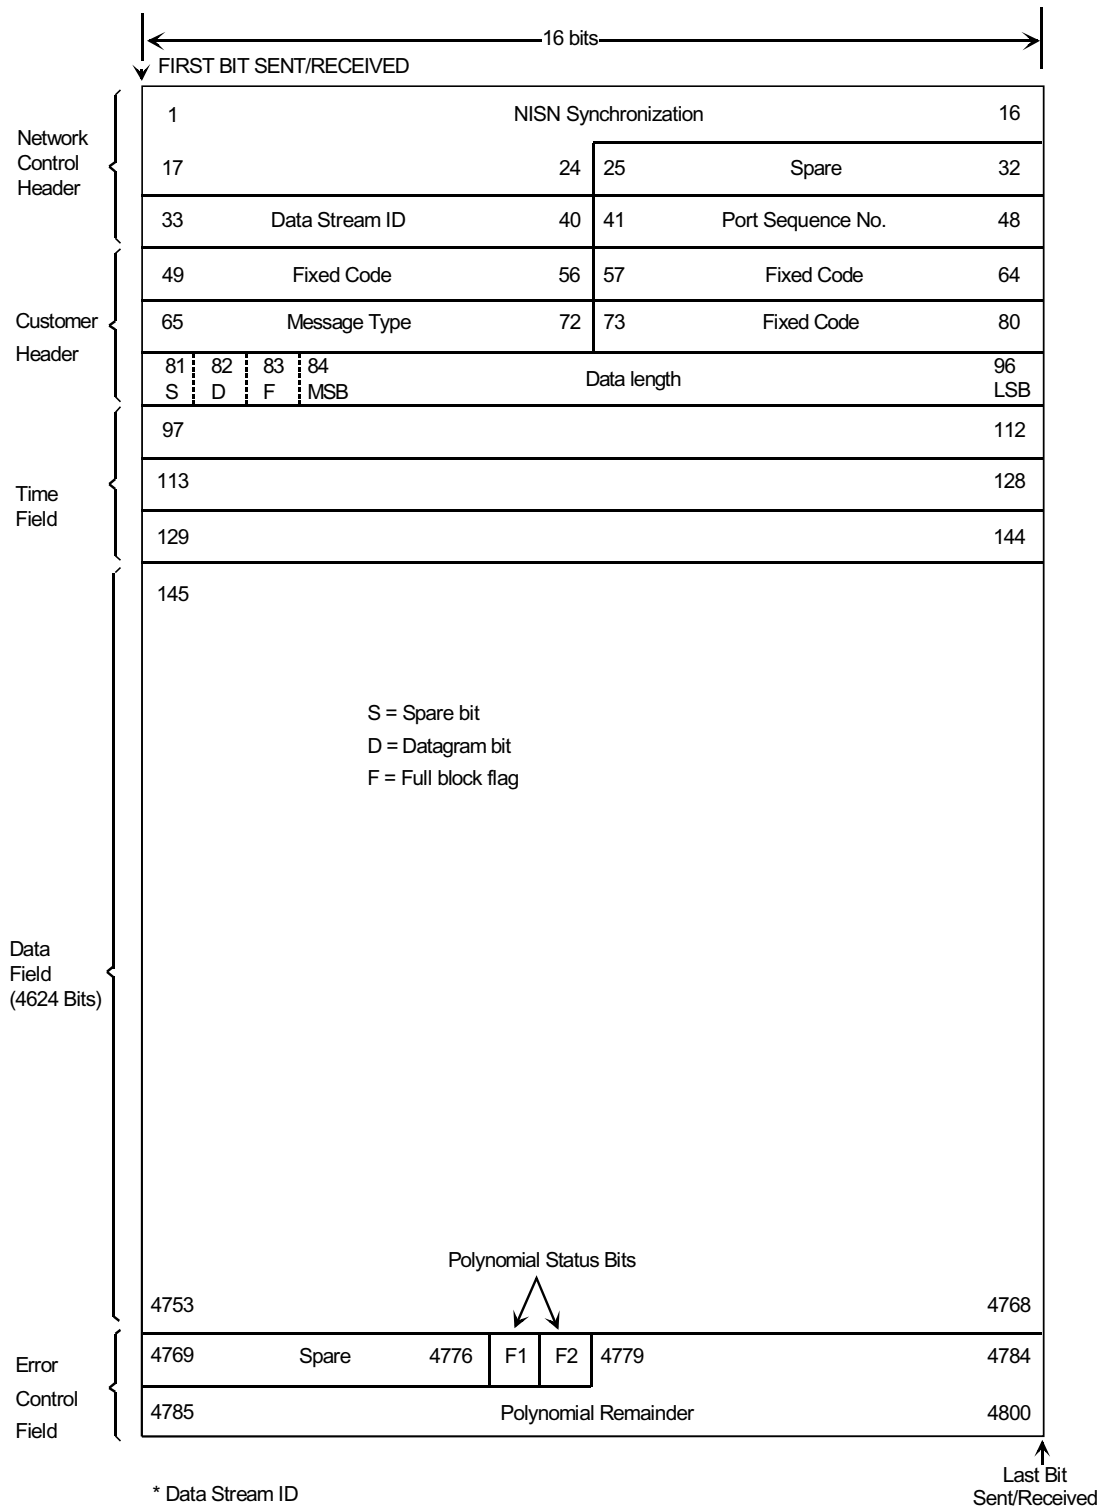 16 bits
FIRST BIT SENT/RECEIVED
1 NISN Synchronization 16
Network
Control
Header
17 24 25 Spare 32
33 Data Stream ID 40 41 Port Sequence No. 48
49 Fixed Code 56 57 Fixed Code 64
Customer
Header
65 Message Type 72 73 Fixed Code 80
81 82 83 84 Data length 96
S D F MSB LSB
97 112
Time
Field
113 128
129 144
145
S = Spare bit
D = Datagram bit
F = Full block flag
Data
Field
(4624 Bits)
Polynomial Status Bits
4753 4768
Error
Control
Field
4769 Spare 4776 F1 F2 4779 4784
4785 Polynomial Remainder 4800
* Data Stream ID
Last Bit
Sent/Received